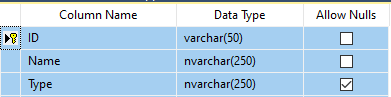 Column Name Data Type Allow Nulls
ID varchar(50)
Name nvarchar(250)
Type nvarchar(250)